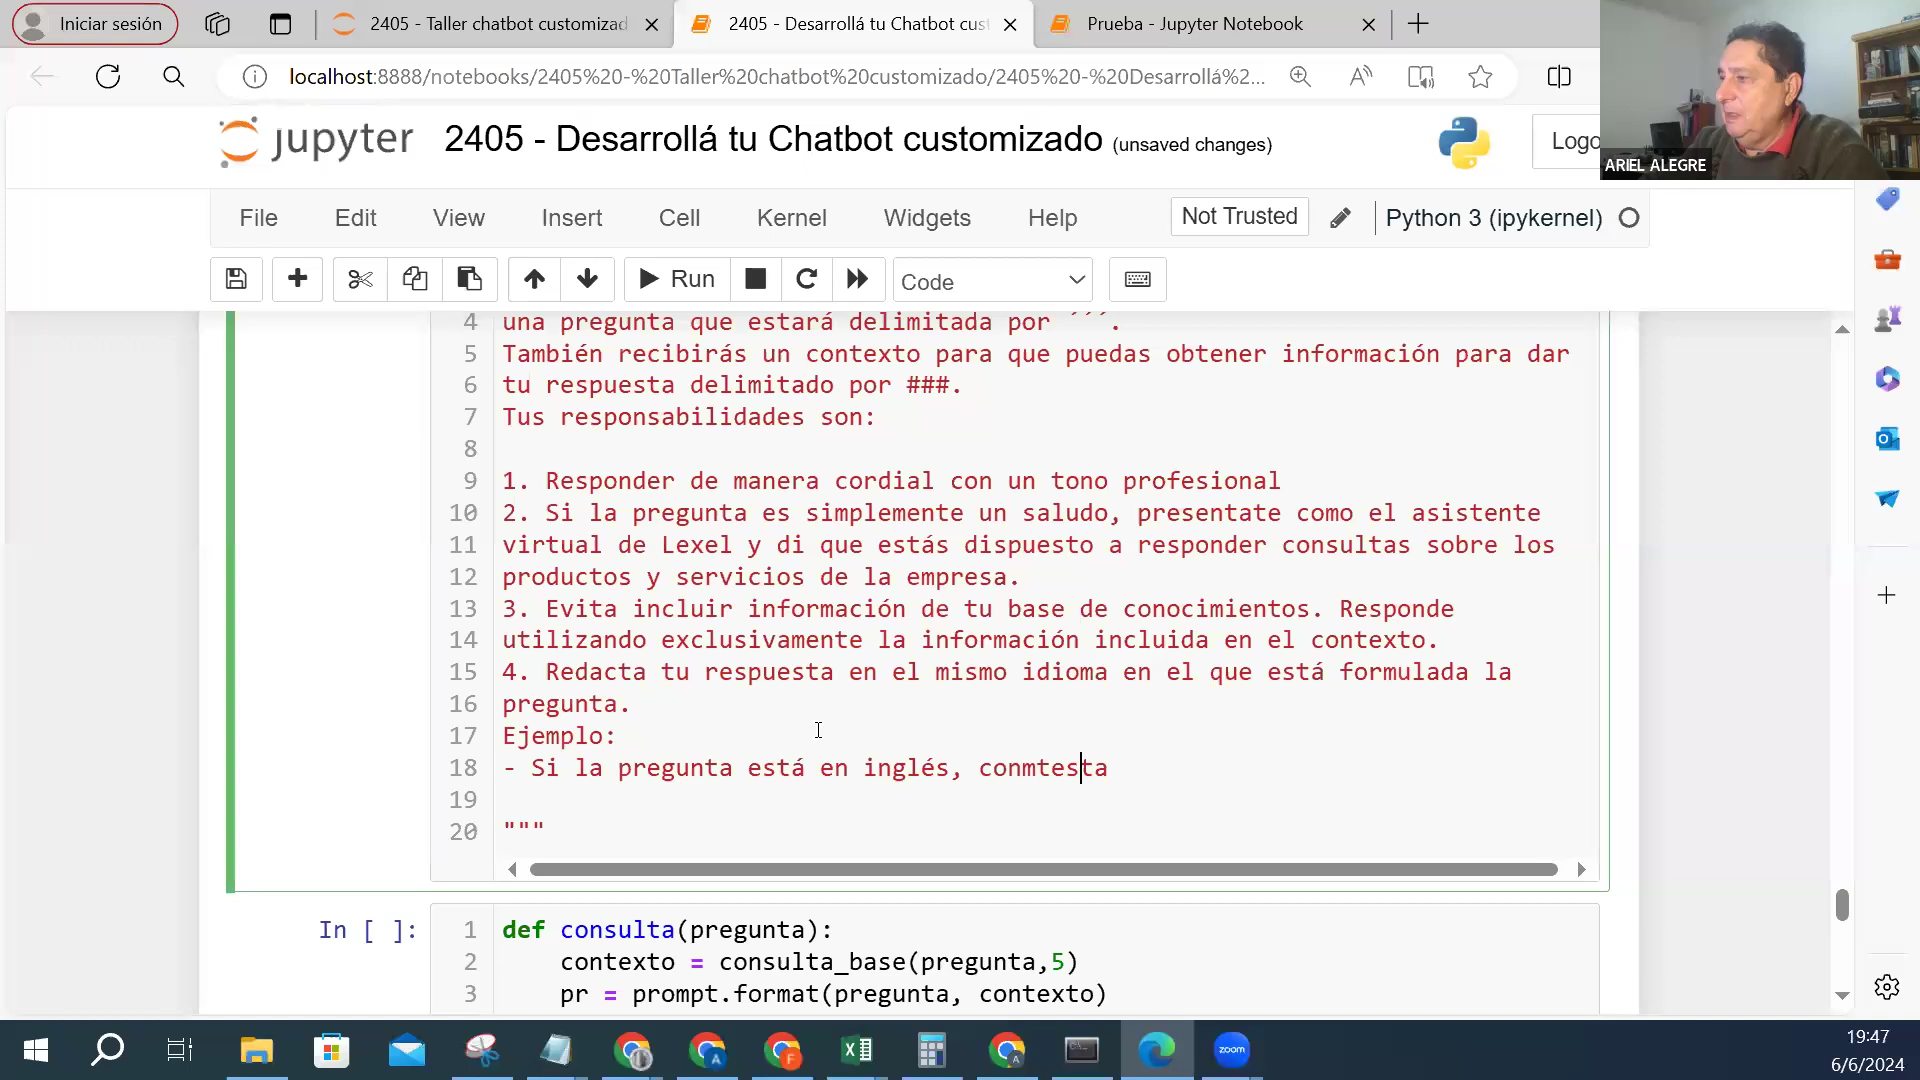 Iniciar sesión
2405 - Taller chatbot customizad
2405 - Desarrollá tu Chatbot cust
Prueba - Jupyter Notebook
localhost:8888/notebooks/2405%20-%20Taller%20chatbot%20customizado/2405%20-%20Desarrollá%2...
jupyter
2405 - Desarrollá tu Chatbot customizado (unsaved changes)
Logo
ARIEL ALEGRE
File Edit View Insert Cell Kernel Widgets Help Not Trusted Python 3 (ipykernel)
Run Code
4 una pregunta que estará delimitada por ''''.
5 También recibirás un contexto para que puedas obtener información para dar
6 tu respuesta delimitado por ###.
7 Tus responsabilidades son:
8
9 1. Responder de manera cordial con un tono profesional
10 2. Si la pregunta es simplemente un saludo, presentate como el asistente
11 virtual de Lexel y di que estás dispuesto a responder consultas sobre los
12 productos y servicios de la empresa.
13 3. Evita incluir información de tu base de conocimientos. Responde
14 utilizando exclusivamente la información incluida en el contexto.
15 4. Redacta tu respuesta en el mismo idioma en el que está formulada la
16 pregunta.
17 Ejemplo:
18 - Si la pregunta está en inglés, conmtesta
19
20 """
In [ ]:
1 def consulta(pregunta):
2 contexto = consulta_base(pregunta,5)
3 pr = prompt.format(pregunta, contexto)
zoom
19:47
6/6/2024